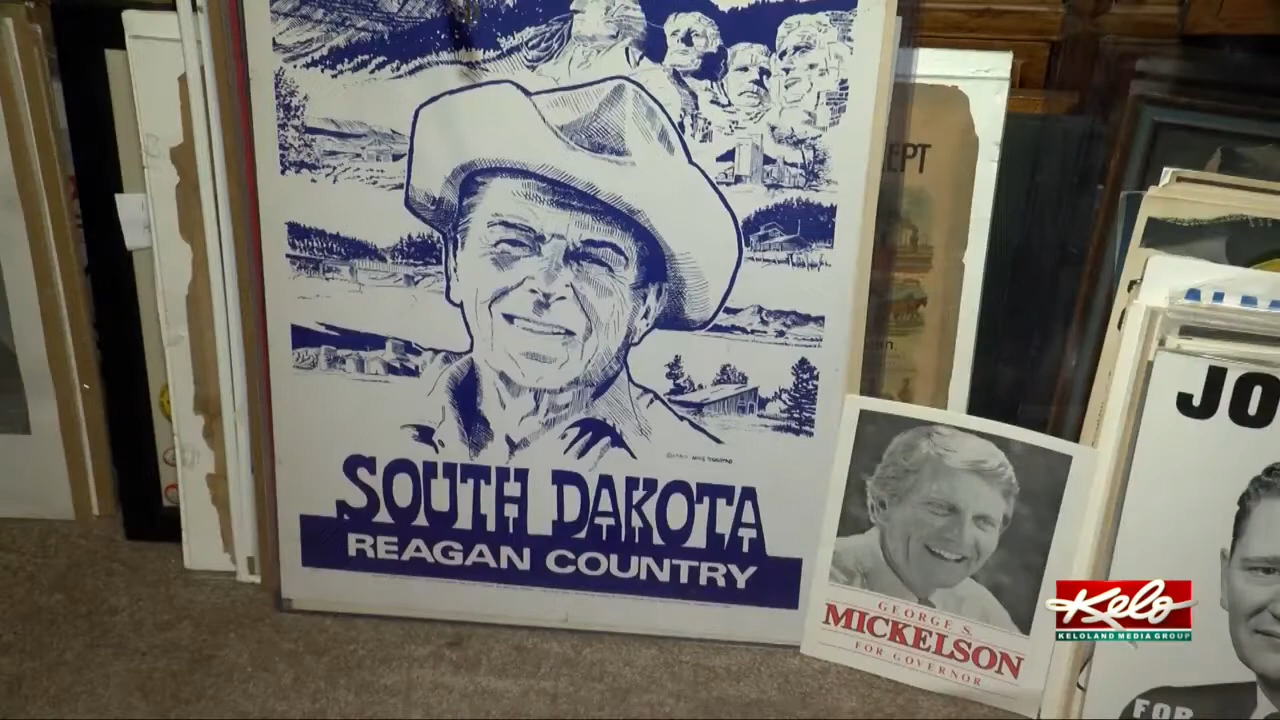 SOUTH DAKOTA
REAGAN COUNTRY
EPT
GEORGE S.
MICKELSON
FOR GOVERNOR
JO
FOR
Kelo
KELOLAND MEDIA GROUP